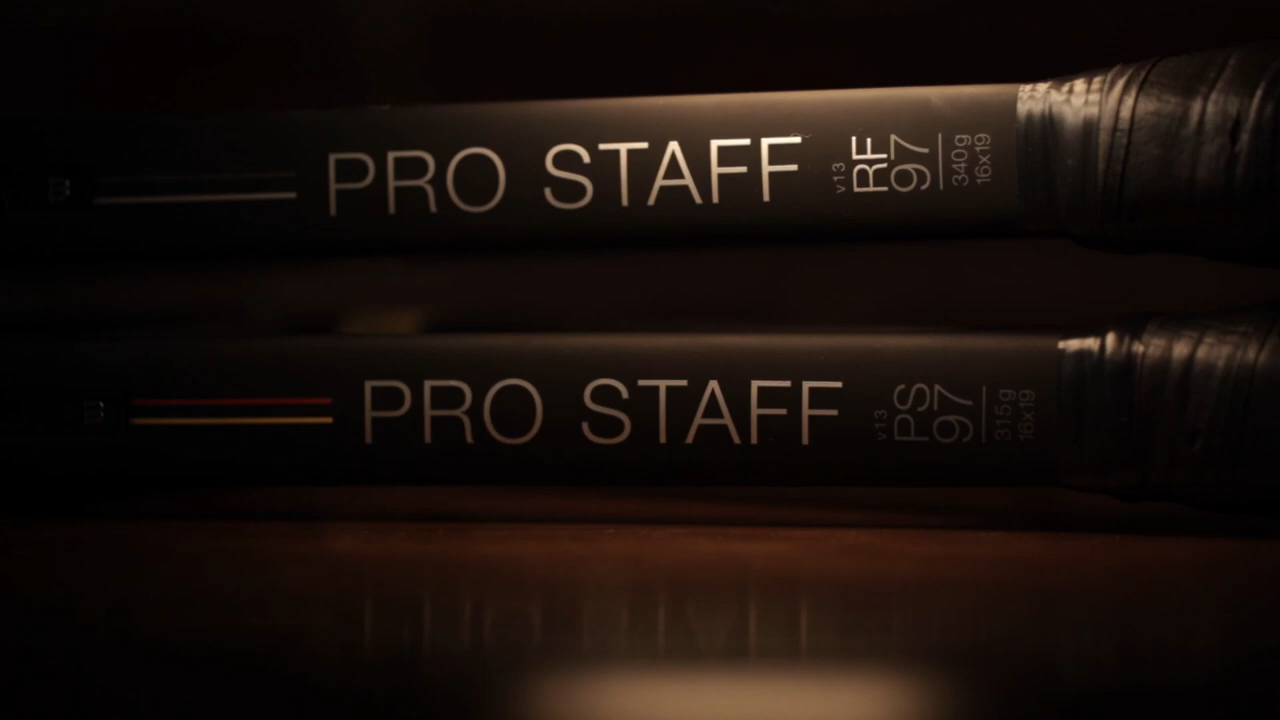 PRO STAFF
v13
RF
97
340g
16x19
PRO STAFF
v13
PS
97
315g
16x19